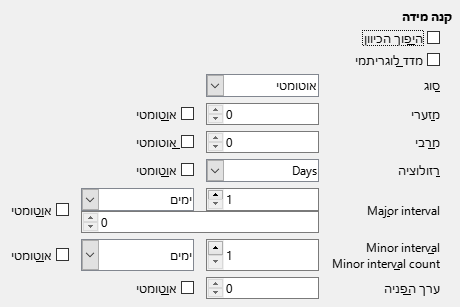 קנה מידה
היפוך הכיוון
מדד לוגריתמי
סוג אוטומטי
מזערי 0 אוטומטי
מרבי 0 אוטומטי
רזולוציה Days אוטומטי
Major interval 1 ימים אוטומטי
0
Minor interval 1 ימים אוטומטי
Minor interval count
ערך הפניה 0 אוטומטי